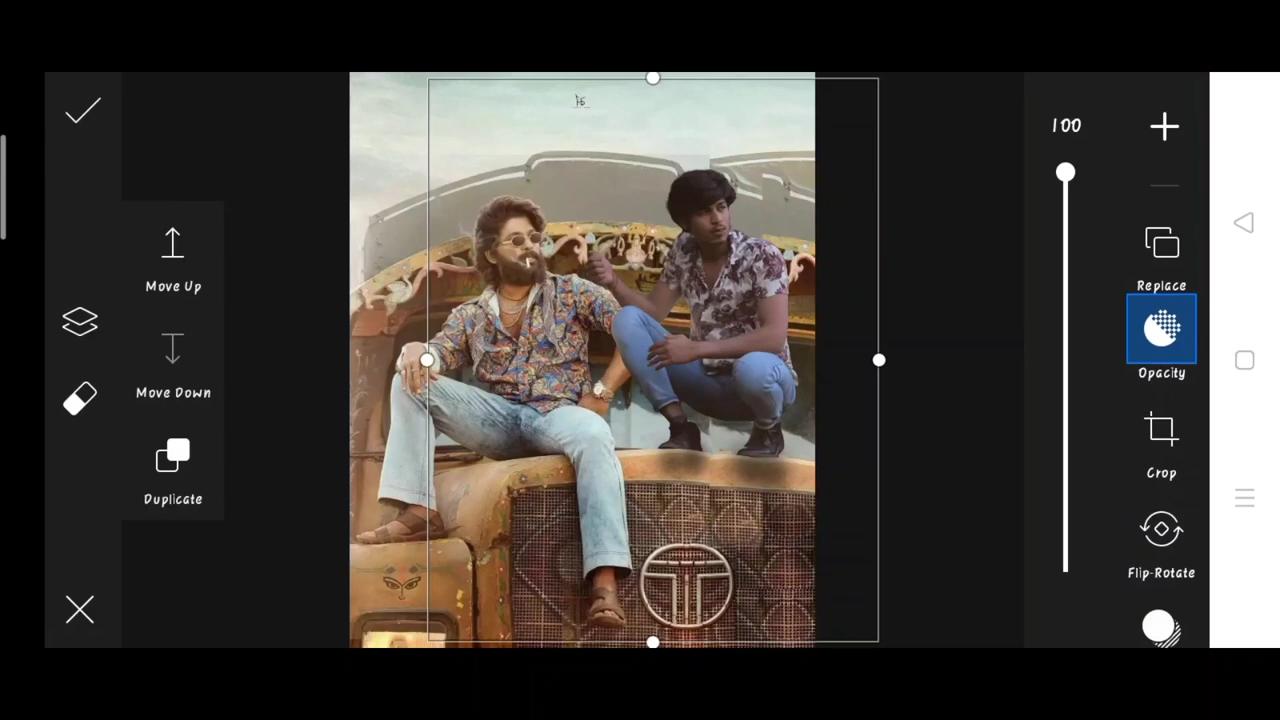 100
Move Up
Replace
Opacity
Move Down
Crop
Duplicate
Flip-Rotate